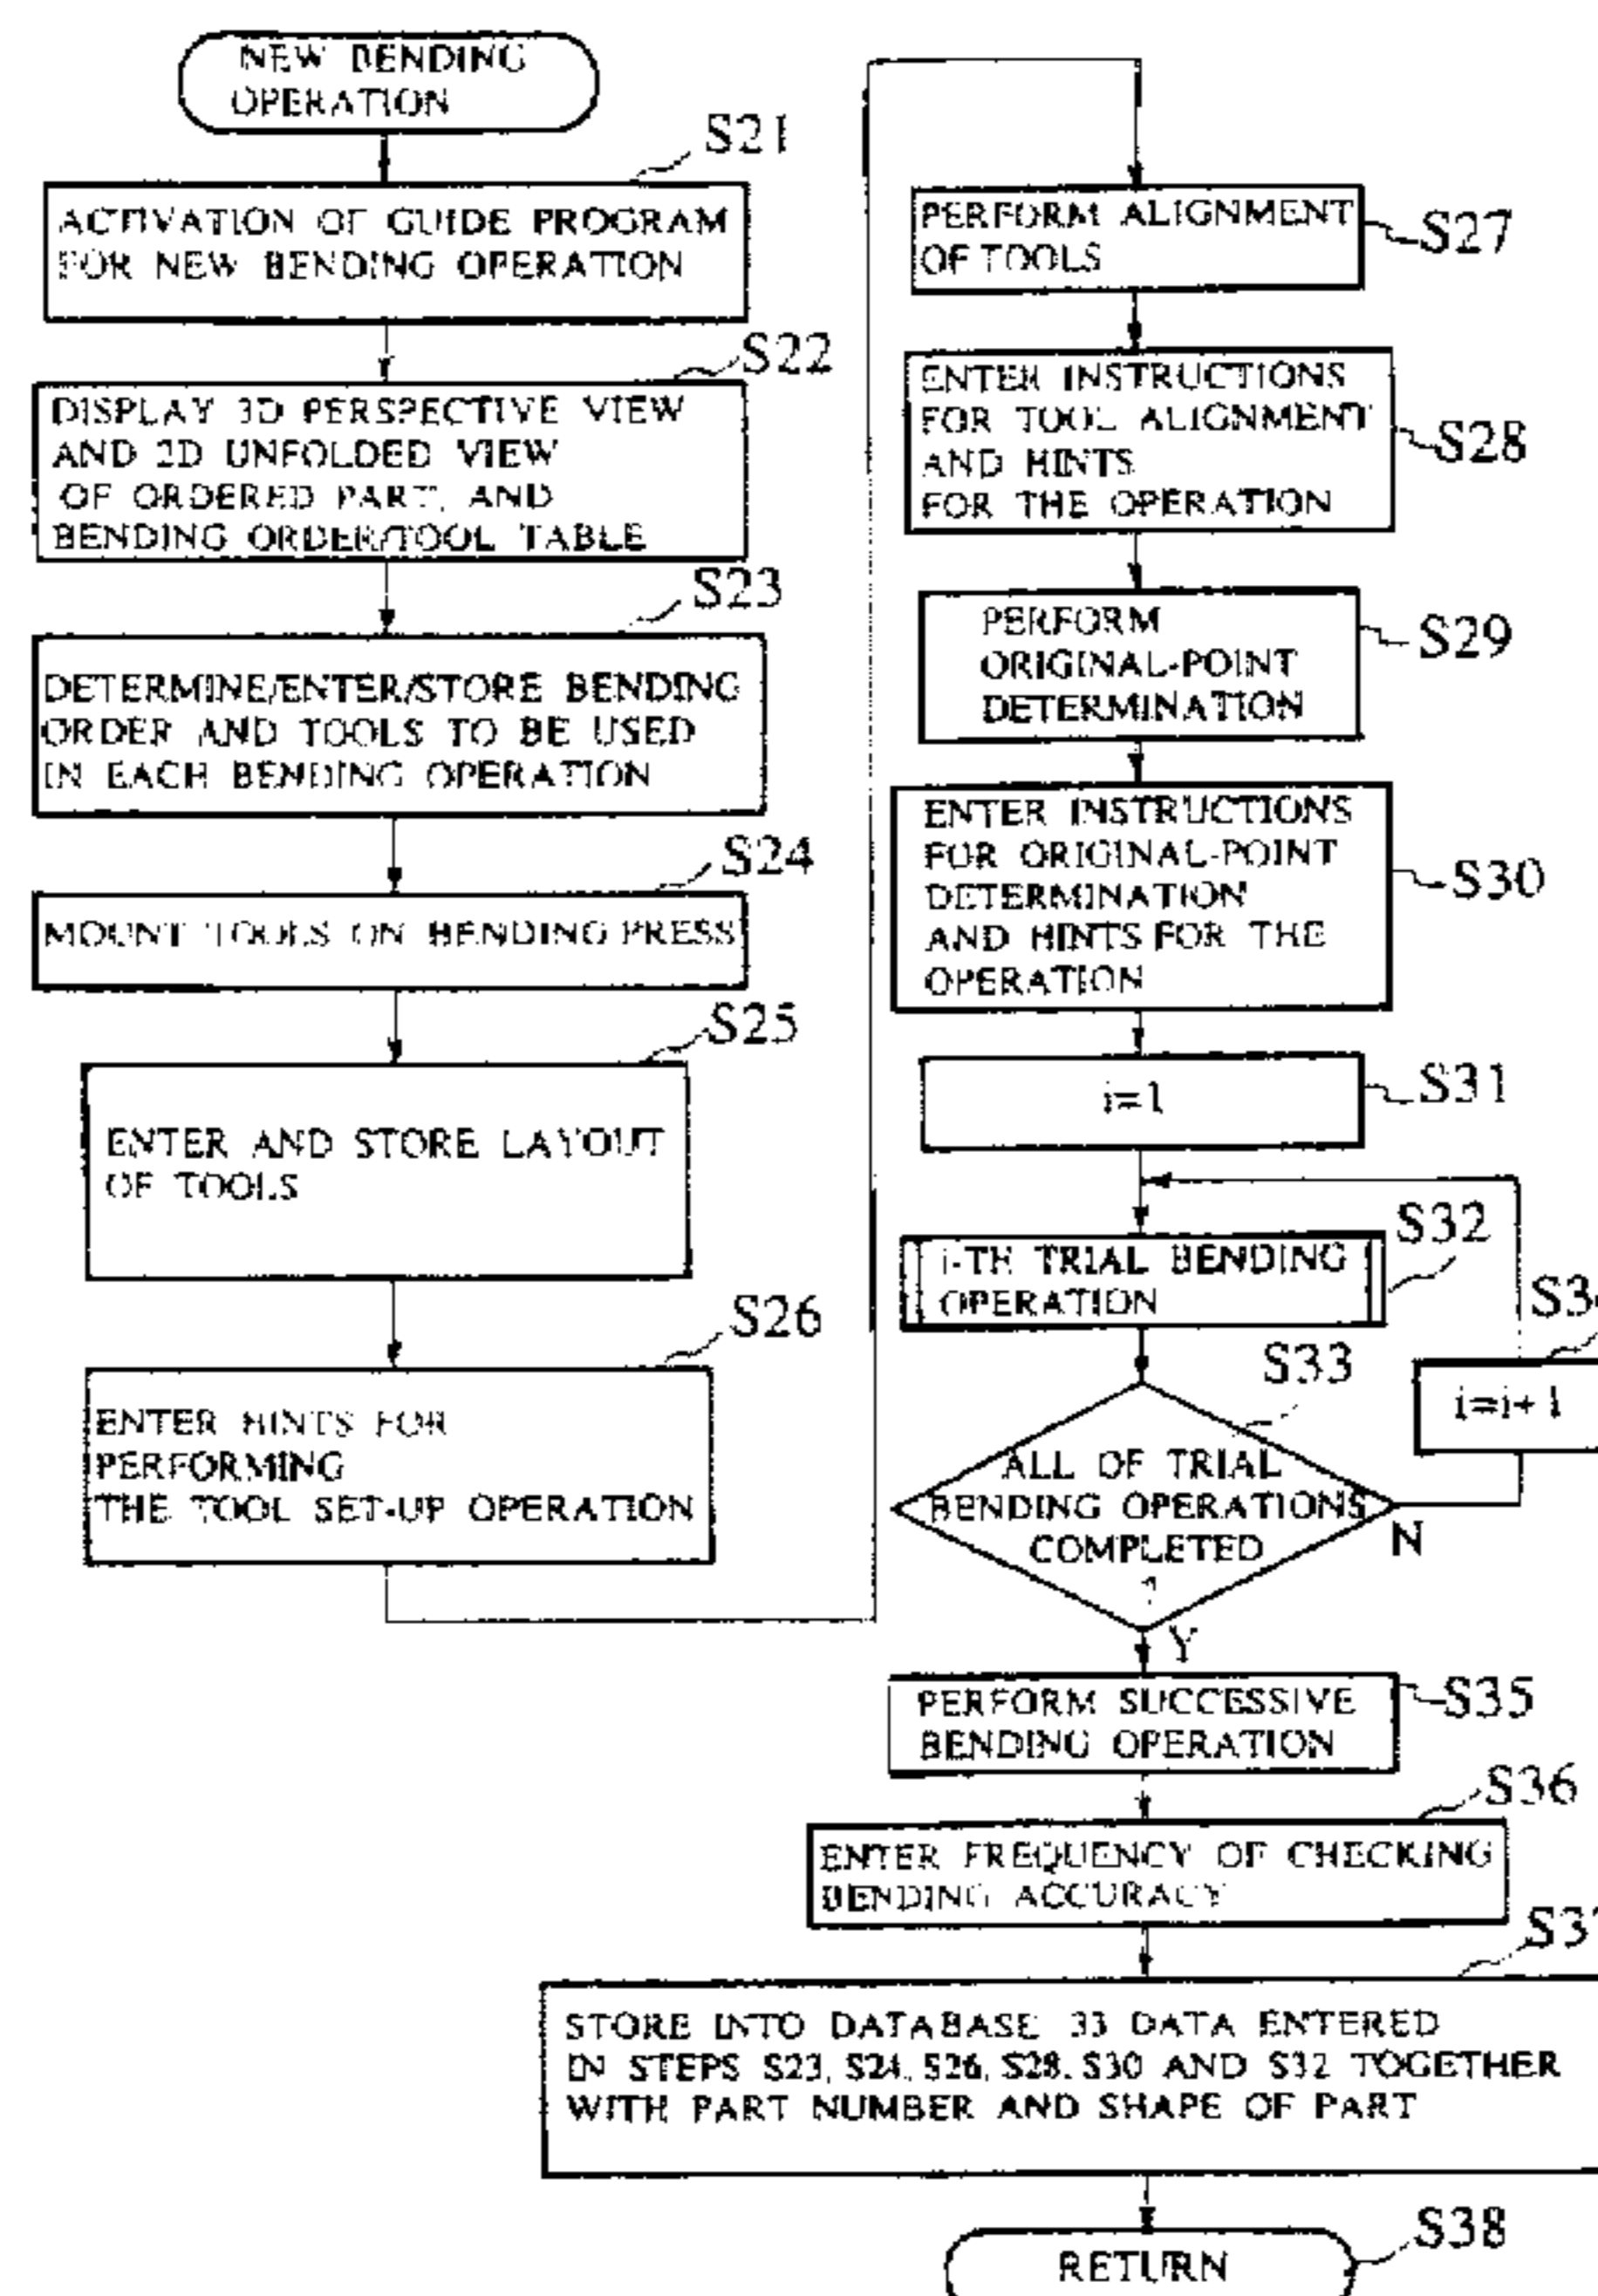 NEW BENDING
OPERATION
S21
ACTIVATION OF GUIDE PROGRAM
FOR NEW BENDING OPERATION
S22
DISPLAY 3D PERSPECTIVE VIEW
AND 2D UNFOLDED VIEW
OF ORDERED PART, AND
BENDING ORDER/TOOL TABLE
S23
DETERMINE/ENTER/STORE BENDING
ORDER AND TOOLS TO BE USED
IN EACH BENDING OPERATION
S24
MOUNT TOOLS ON BENDING PRESS
S25
ENTER AND STORE LAYOUT
OF TOOLS
S26
ENTER HINTS FOR
PERFORMING
THE TOOL SET-UP OPERATION
PERFORM ALIGNMENT
OF TOOLS
S27
ENTER INSTRUCTIONS
FOR TOOL ALIGNMENT
AND HINTS
FOR THE OPERATION
S28
PERFORM
ORIGINAL-POINT
DETERMINATION
S29
ENTER INSTRUCTIONS
FOR ORIGINAL-POINT
DETERMINATION
AND HINTS FOR THE
OPERATION
S30
i=1
S31
i-TH TRIAL BENDING
OPERATION
S32
S33
ALL OF TRIAL
BENDING OPERATIONS
COMPLETED
?
N
i=i+1
Y
PERFORM SUCCESSIVE
BENDING OPERATION
S35
S36
ENTER FREQUENCY OF CHECKING
BENDING ACCURACY
STORE INTO DATABASE 33 DATA ENTERED
IN STEPS S23, S24, S26, S28, S30 AND S32 TOGETHER
WITH PART NUMBER AND SHAPE OF PART
RETURN
S38